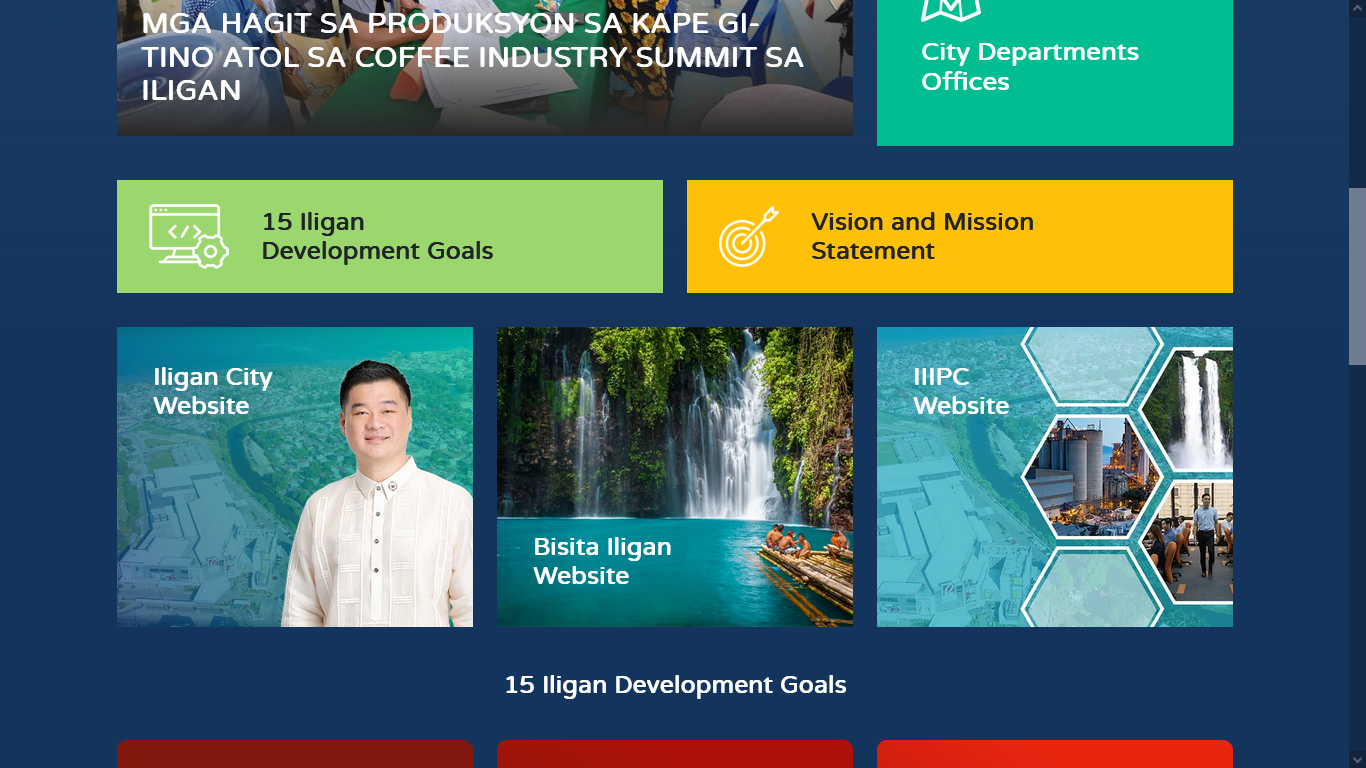 MGA HAGIT SA PRODUKSYON SA KAPE GI-
TINO ATOL SA COFFEE INDUSTRY SUMMIT SA
ILIGAN
City Departments
Offices
15 Iligan
Development Goals
Vision and Mission
Statement
Iligan City
Website
Bisita Iligan
Website
IIIPC
Website
15 Iligan Development Goals